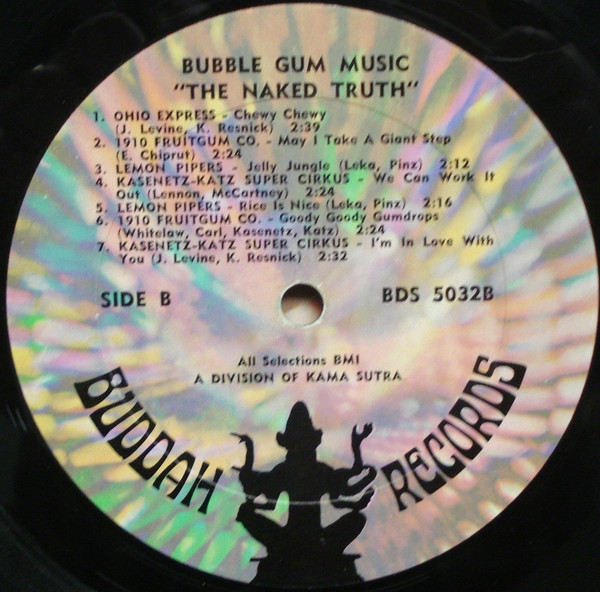 BUBBLE GUM MUSIC
"THE NAKED TRUTH"
1. OHIO EXPRESS - Chewy Chewy
(J. Levine, K. Resnick) 2:39
2. 1910 FRUITGUM CO. - May I Take A Giant Step
(E. Chiprut) 2:24
3. LEMON PIPERS - Jelly Jungle (Leka, Pinz) 2:12
4. KASENETZ-KATZ SUPER CIRKUS - We Can Work It
Out (Lennon, McCartney) 2:24
5. LEMON PIPERS - Rice Is Nice (Leka, Pinz) 2:16
6. 1910 FRUITGUM CO. - Goody Goody Gumdrops
(Whitelaw, Carl, Kasenetz, Katz) 2:24
7. KASENETZ-KATZ SUPER CIRKUS - I'm In Love With
You (J. Levine, K. Resnick) 2:32
SIDE B
BDS 5032B
All Selections BMI
A DIVISION OF KAMA SUTRA
BUDDAH RECORDS